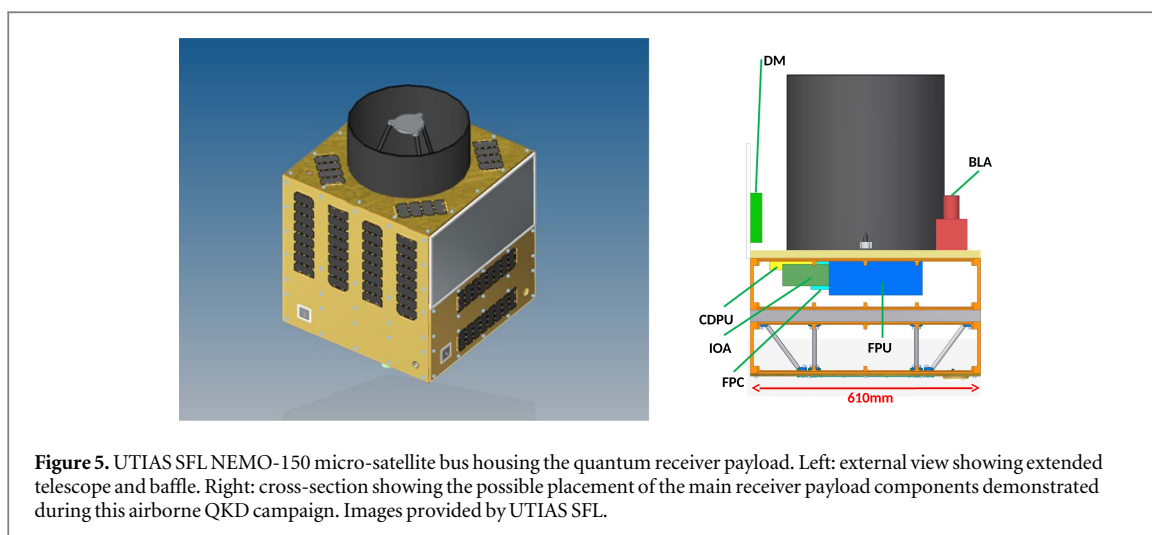 DM
BLA
CDPU
IOA
FPU
FPC
610mm
Figure 5. UTIAS SFL NEMO-150 micro-satellite bus housing the quantum receiver payload. Left: external view showing extended
telescope and baffle. Right: cross-section showing the possible placement of the main receiver payload components demonstrated
during this airborne QKD campaign. Images provided by UTIAS SFL.